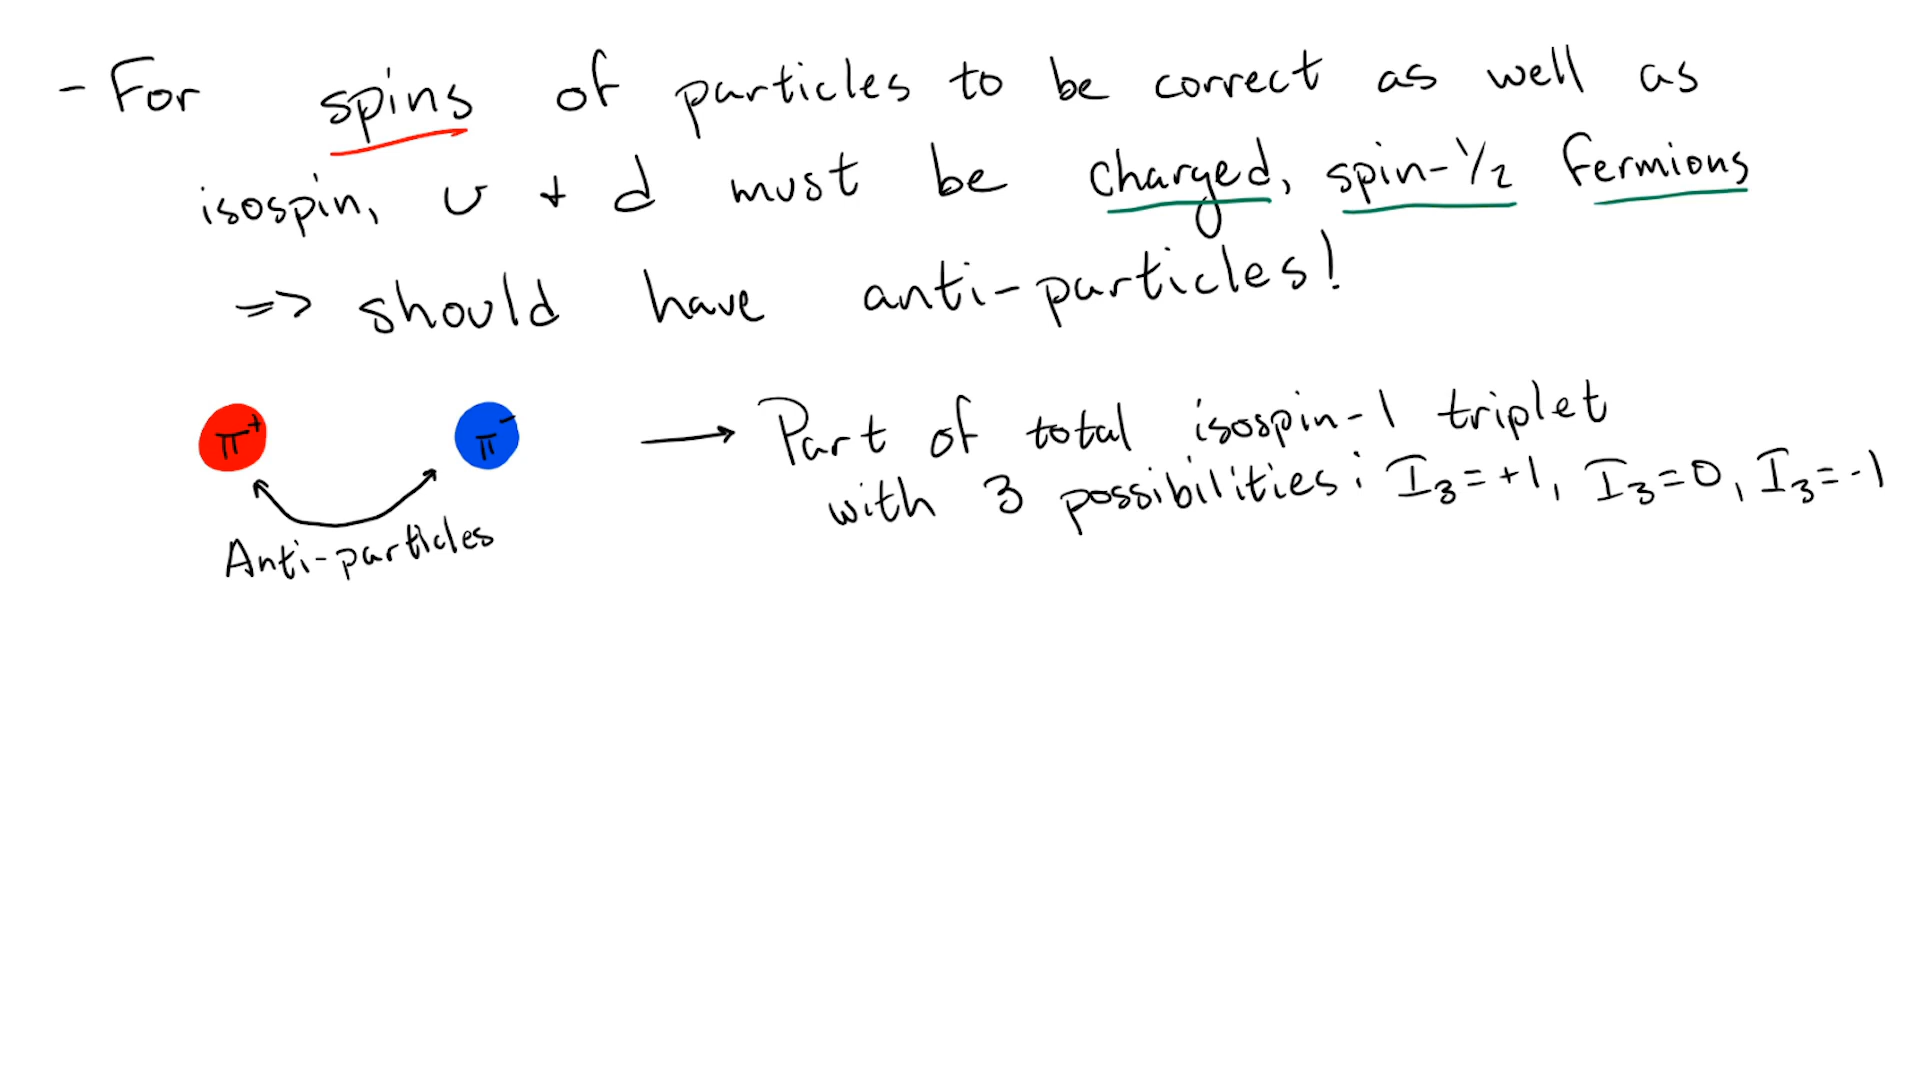 - For spins of particles to be correct as well as
isospin, u + d must be charged, spin-1/2 fermions
=> should have anti-particles!
π+ π- → Part of total isospin-1 triplet
with 3 possibilities: I3=+1, I3=0, I3=-1
Anti-particles